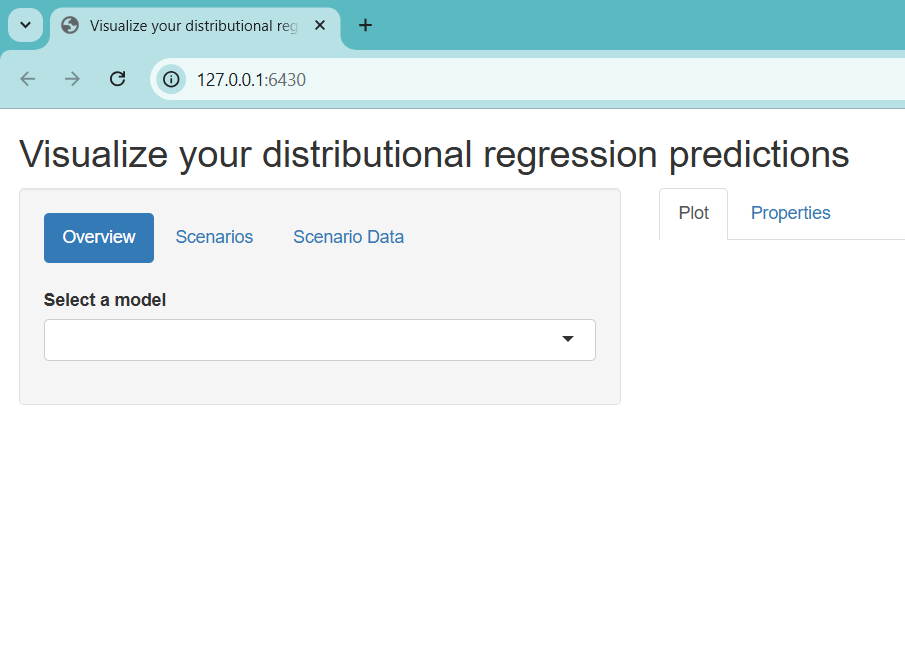 Visualize your distributional reg
127.0.0.1:6430
Visualize your distributional regression predictions
Overview Scenarios Scenario Data
Plot Properties
Select a model